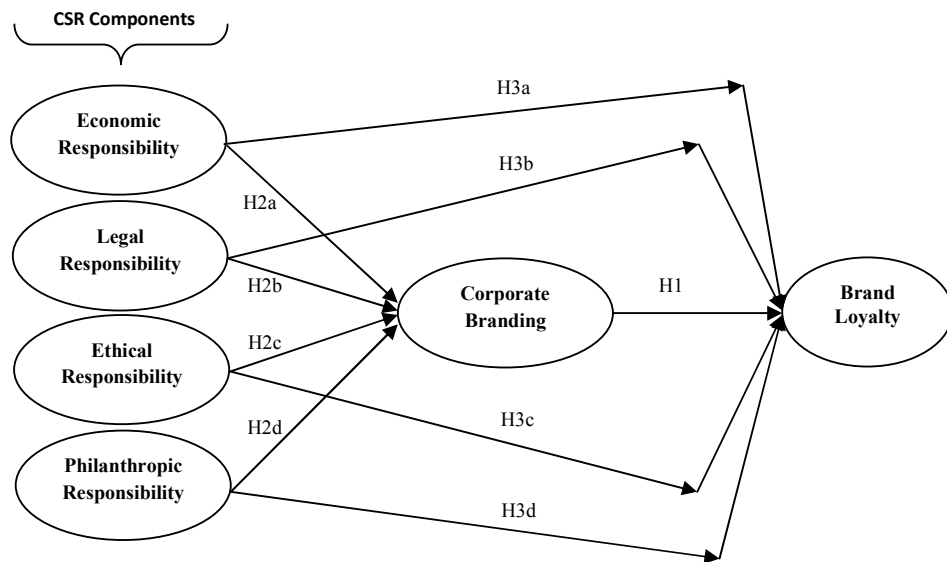 CSR Components
Economic
Responsibility
H3a
H3b
H2a
Legal
Responsibility
H2b
Corporate
Branding
H1
Brand
Loyalty
Ethical
Responsibility
H2c
H3c
H2d
Philanthropic
Responsibility
H3d